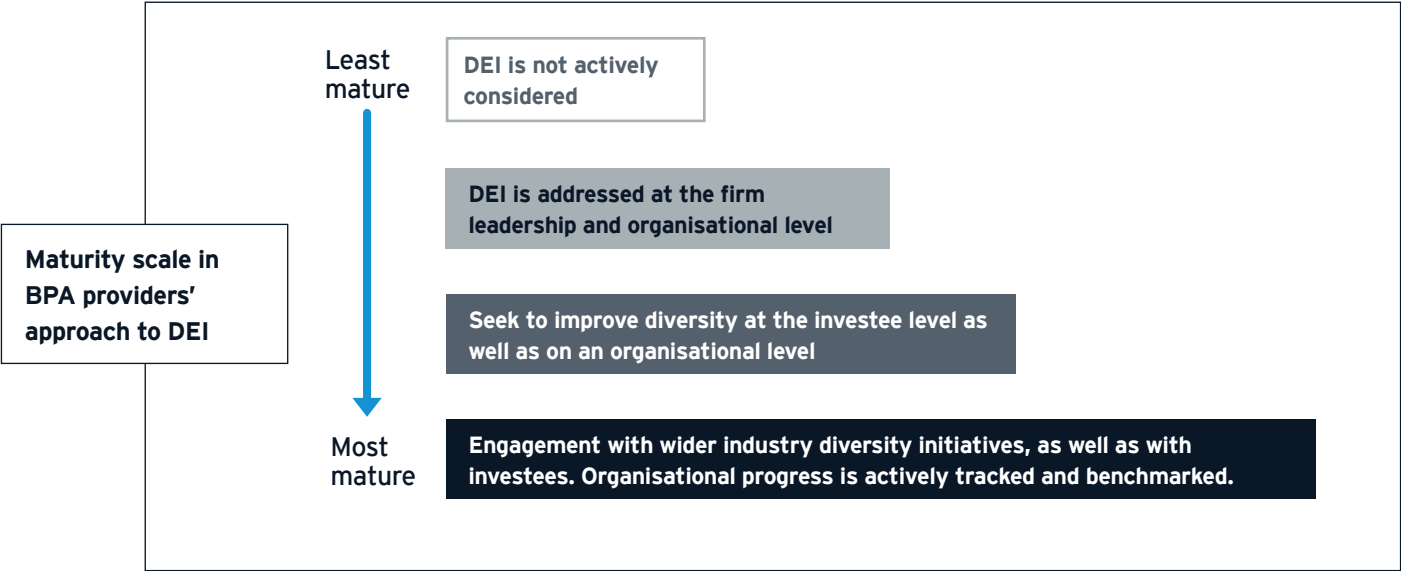 Maturity scale in
BPA providers'
approach to DEI
Least
mature
DEI is not actively
considered
DEI is addressed at the firm
leadership and organisational level
Seek to improve diversity at the investee level as
well as on an organisational level
Most
mature
Engagement with wider industry diversity initiatives, as well as with
investees. Organisational progress is actively tracked and benchmarked.